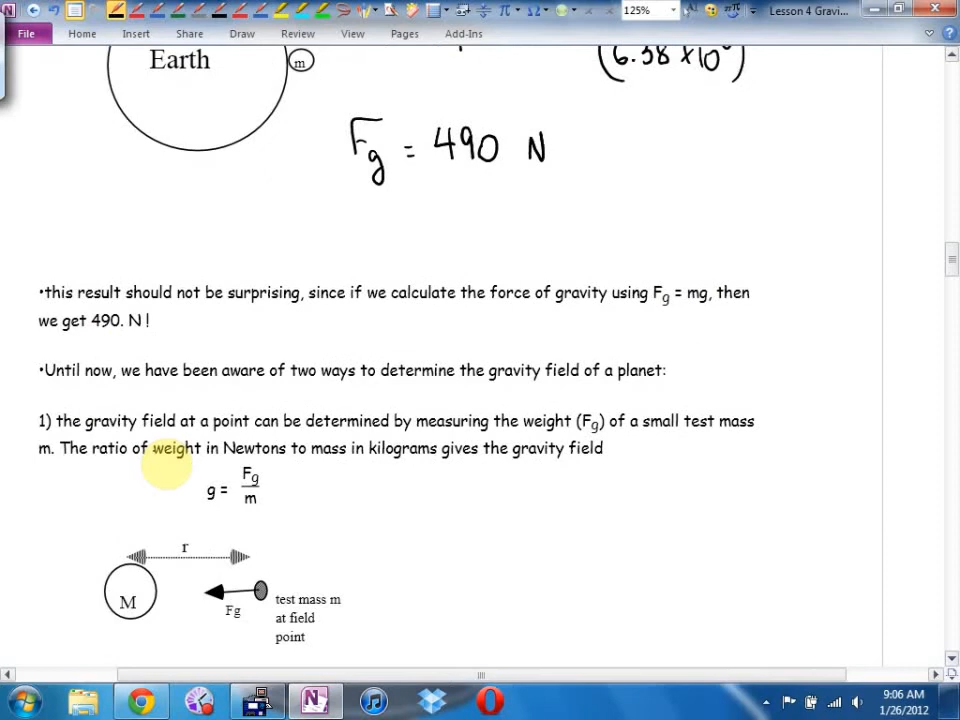 125%
Lesson 4 Gravi...
File Home Insert Share Draw Review View Pages Add-Ins
Earth
m
Fg = 490 N
•this result should not be surprising, since if we calculate the force of gravity using Fg = mg, then
we get 490. N !
•Until now, we have been aware of two ways to determine the gravity field of a planet:
1) the gravity field at a point can be determined by measuring the weight (Fg) of a small test mass
m. The ratio of weight in Newtons to mass in kilograms gives the gravity field
g = Fg
m
r
M
Fg
test mass m
at field
point
9:06 AM
1/26/2012